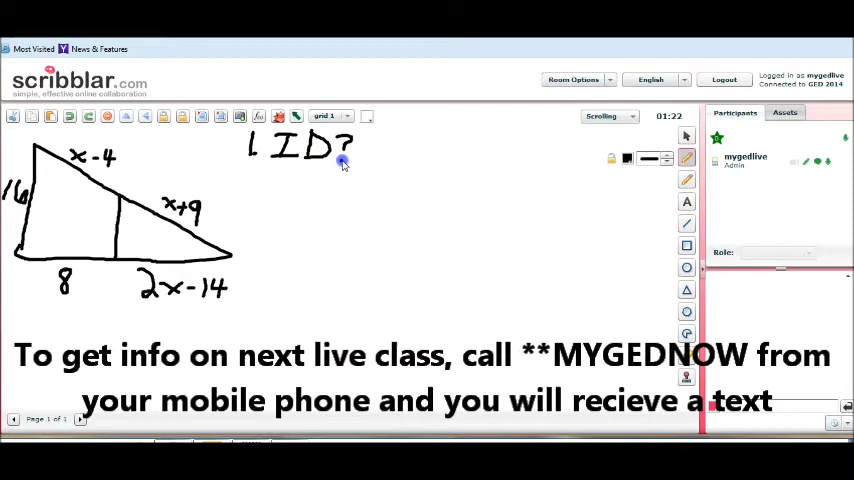 Most Visited
News & Features
scribblar.com
simple, effective online collaboration
Room Options
English
Logout
Logged in as mygedlive
Connected to GED 2014
grid 1
Scrolling
01:22
Participants
Assets
0
mygedlive
Admin
A
Role:
x-4
16
x+9
8
2x-14
1 ID?
To get info on next live class, call **MYGEDNOW from
your mobile phone and you will recieve a text
Page 1 of 1